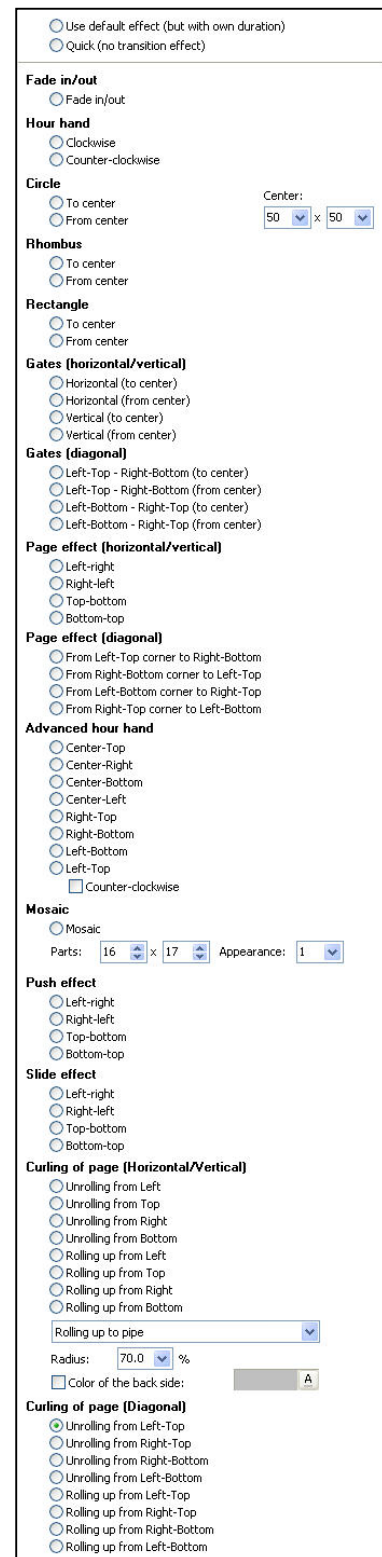 Use default effect (but with own duration)
Quick (no transition effect)
Fade in/out
Fade in/out
Hour hand
Clockwise
Counter-clockwise
Circle
To center
From center
Center:
50 x 50
Rhombus
To center
From center
Rectangle
To center
From center
Gates (horizontal/vertical)
Horizontal (to center)
Horizontal (from center)
Vertical (to center)
Vertical (from center)
Gates (diagonal)
Left-Top - Right-Bottom (to center)
Left-Top - Right-Bottom (from center)
Left-Bottom - Right-Top (to center)
Left-Bottom - Right-Top (from center)
Page effect (horizontal/vertical)
Left-right
Right-left
Top-bottom
Bottom-top
Page effect (diagonal)
From Left-Top corner to Right-Bottom
From Right-Bottom corner to Left-Top
From Left-Bottom corner to Right-Top
From Right-Top corner to Left-Bottom
Advanced hour hand
Center-Top
Center-Right
Center-Bottom
Center-Left
Right-Top
Right-Bottom
Left-Bottom
Left-Top
Counter-clockwise
Mosaic
Mosaic
Parts: 16 x 17 Appearance: 1
Push effect
Left-right
Right-left
Top-bottom
Bottom-top
Slide effect
Left-right
Right-left
Top-bottom
Bottom-top
Curling of page (Horizontal/Vertical)
Unrolling from Left
Unrolling from Top
Unrolling from Right
Unrolling from Bottom
Rolling up from Left
Rolling up from Top
Rolling up from Right
Rolling up from Bottom
Rolling up to pipe
Radius: 70.0 %
Color of the back side: A
Curling of page (Diagonal)
Unrolling from Left-Top
Unrolling from Right-Top
Unrolling from Right-Bottom
Unrolling from Left-Bottom
Rolling up from Left-Top
Rolling up from Right-Top
Rolling up from Right-Bottom
Rolling up from Left-Bottom